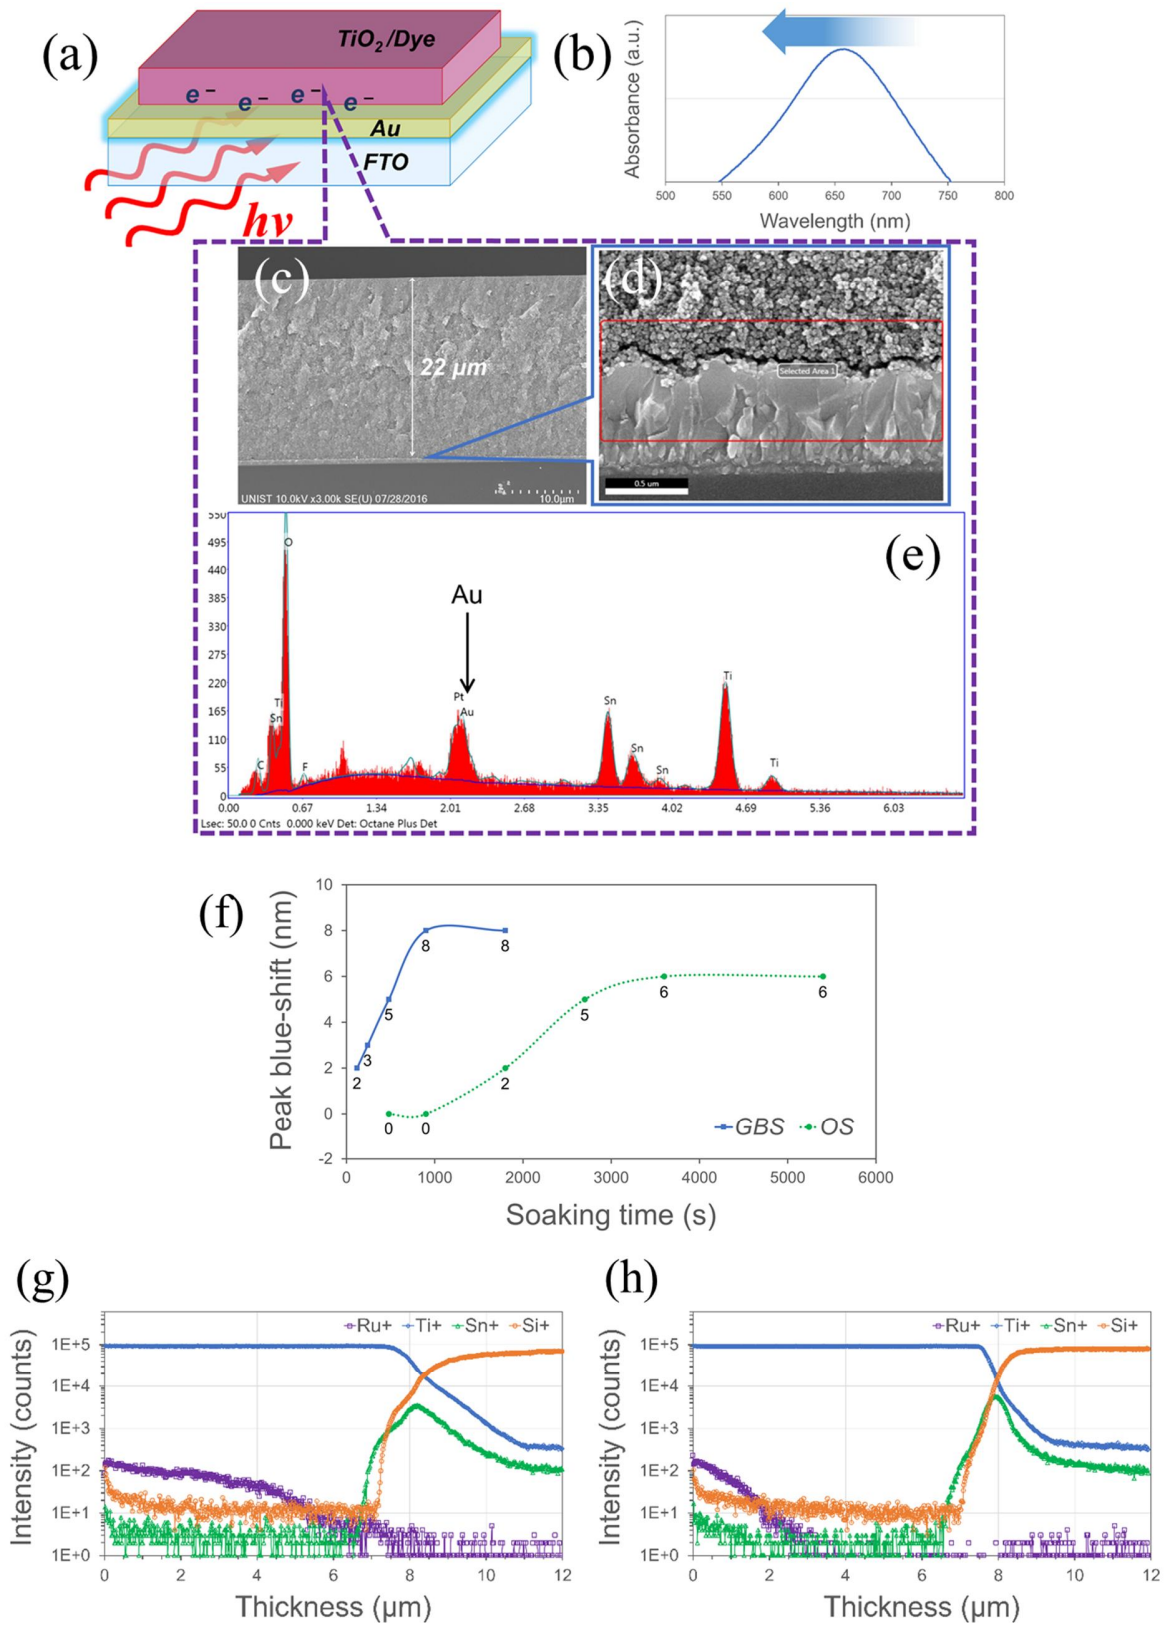 (a)
TiO2/Dye
e− e− e− e−
Au
FTO
hν
(b)
Absorbance (a.u.)
500 550 600 650 700 750 800
Wavelength (nm)
(c)
22 μm
UNIST 10.0kV x3.00k SE(U) 07/28/2016
10.0μm
(d)
Selected Area 1
0.5 um
(e)
550
495
440
385
330
275
220
165
110
55
0
C
Ti
Sn
O
F
Au
Pt
Au
Sn
Sn
Sn
Ti
Ti
0.00 0.67 1.34 2.01 2.68 3.35 4.02 4.69 5.36 6.03
Lsec: 50.0 0 Cnts 0.000 keV Det: Octane Plus Det
(f)
Peak blue-shift (nm)
10
8
6
4
2
0
-2
2
3
5
8
8
0
0
2
5
6
6
GBS OS
0 1000 2000 3000 4000 5000 6000
Soaking time (s)
(g)
Ru+ Ti+ Sn+ Si+
Intensity (counts)
1E+5
1E+4
1E+3
1E+2
1E+1
1E+0
0 2 4 6 8 10 12
Thickness (μm)
(h)
Ru+ Ti+ Sn+ Si+
Intensity (counts)
1E+5
1E+4
1E+3
1E+2
1E+1
1E+0
0 2 4 6 8 10 12
Thickness (μm)